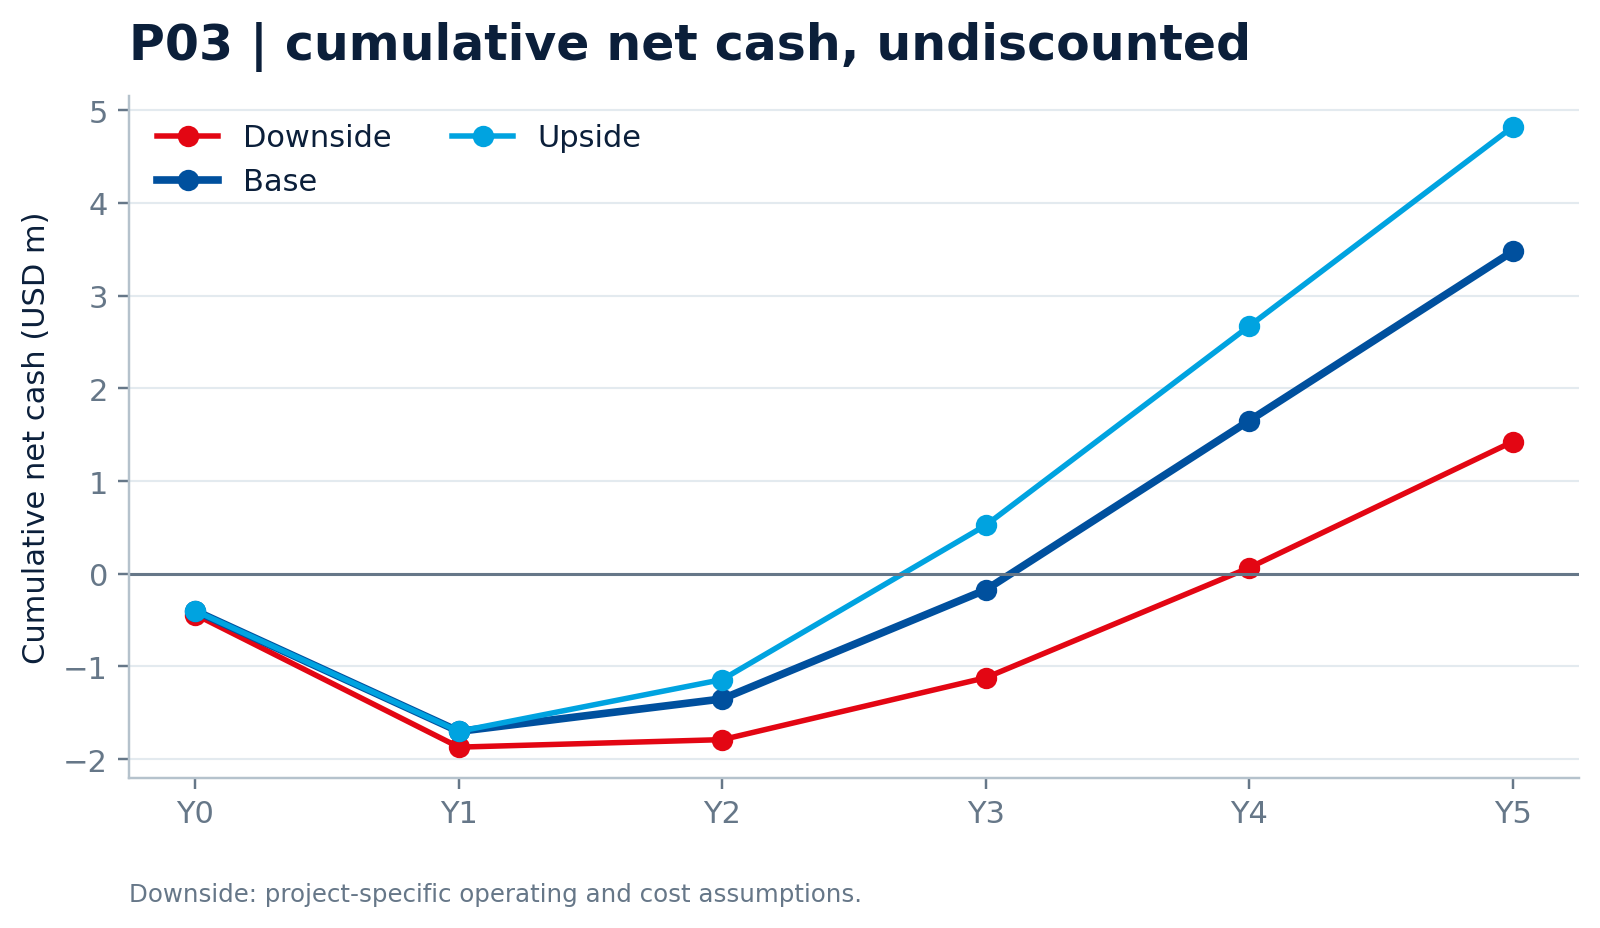 P03 | cumulative net cash, undiscounted
Cumulative net cash (USD m)
5
4
3
2
1
0
−1
−2
Downside
Base
Upside
Y0 Y1 Y2 Y3 Y4 Y5
Downside: project-specific operating and cost assumptions.